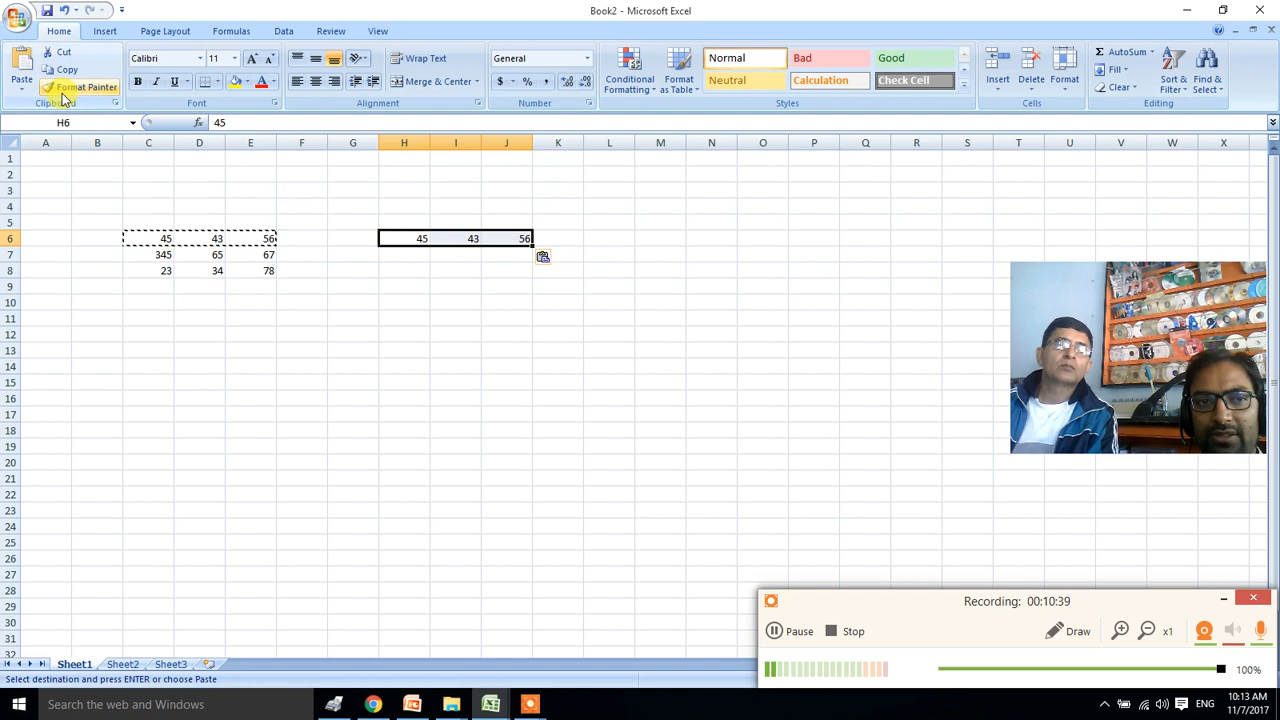 Book2 - Microsoft Excel
Home Insert Page Layout Formulas Data Review View
Paste
Cut
Copy
Format Painter
Clipboard
Calibri 11
B I U
Font
Wrap Text
Merge & Center
Alignment
General
$ % ,
Number
Conditional Formatting
Format as Table
Normal Bad Good
Neutral Calculation Check Cell
Styles
Insert Delete Format
Cells
AutoSum
Fill
Clear
Sort & Filter
Find & Select
Editing
H6 fx 45
A B C D E F G H I J K L M N O P Q R S T U V W X
1
2
3
4
5
6 45 43 56 45 43 56
7 345 65 67
8 23 34 78
9
10
11
12
13
14
15
16
17
18
19
20
21
22
23
24
25
26
27
28
29
30
31
32
Sheet1 Sheet2 Sheet3
Select destination and press ENTER or choose Paste
Recording: 00:10:39
Pause Stop Draw x1
100%
Search the web and Windows
ENG
10:13 AM
11/7/2017